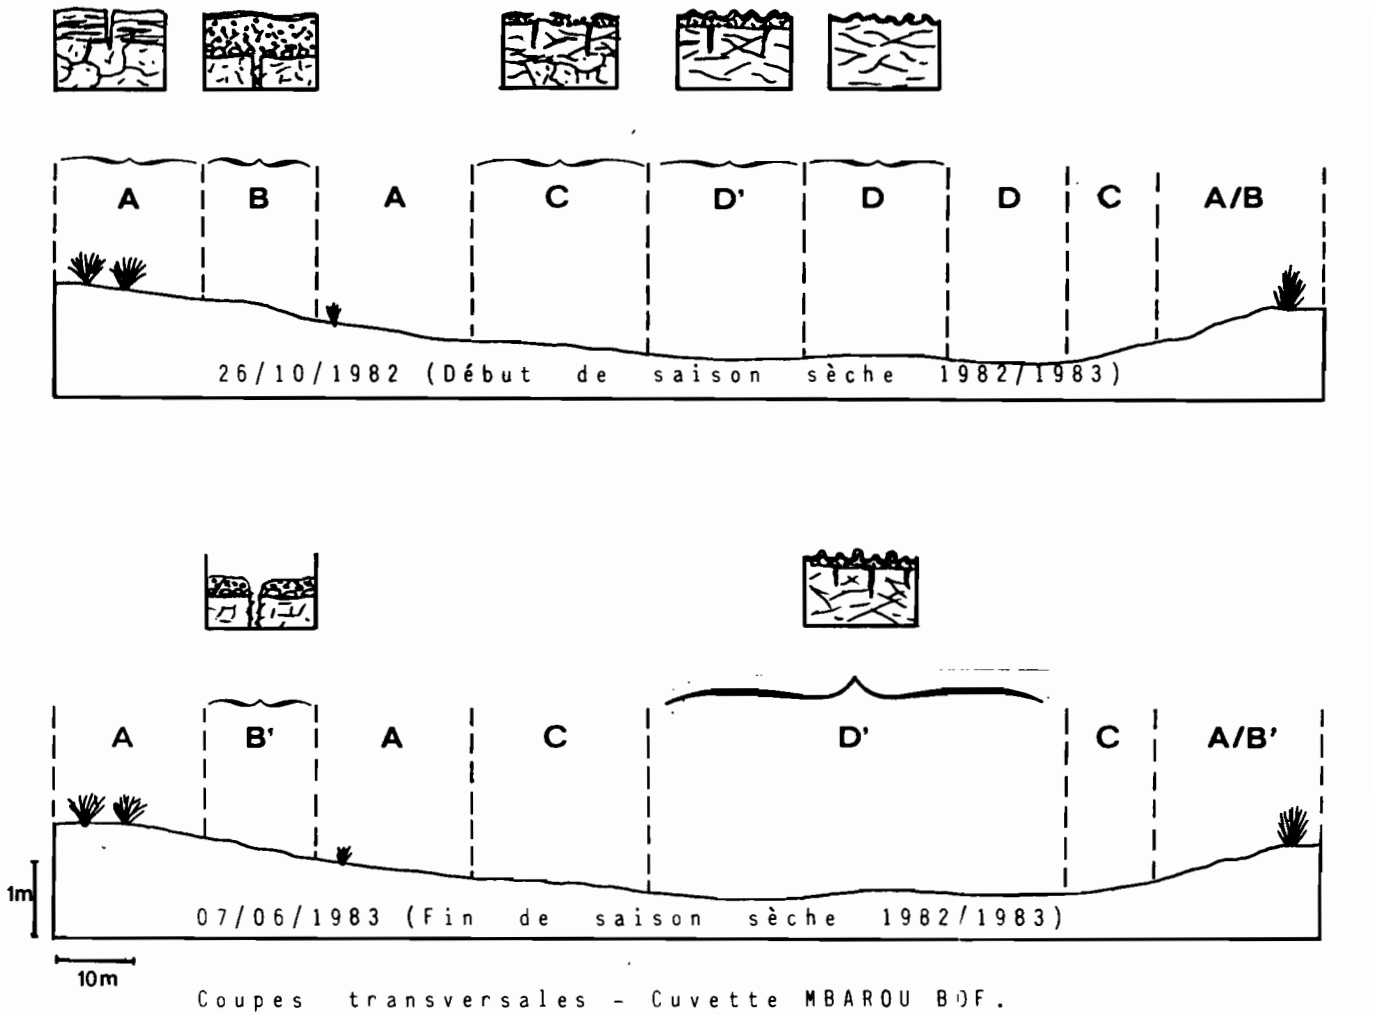 A B A C D' D D C A/B
26/10/1982 (Début de saison sèche 1982/1983)
A B' A C D' C A/B'
1m
07/06/1983 (Fin de saison sèche 1982/1983)
10m
Coupes transversales - Cuvette MBAROU